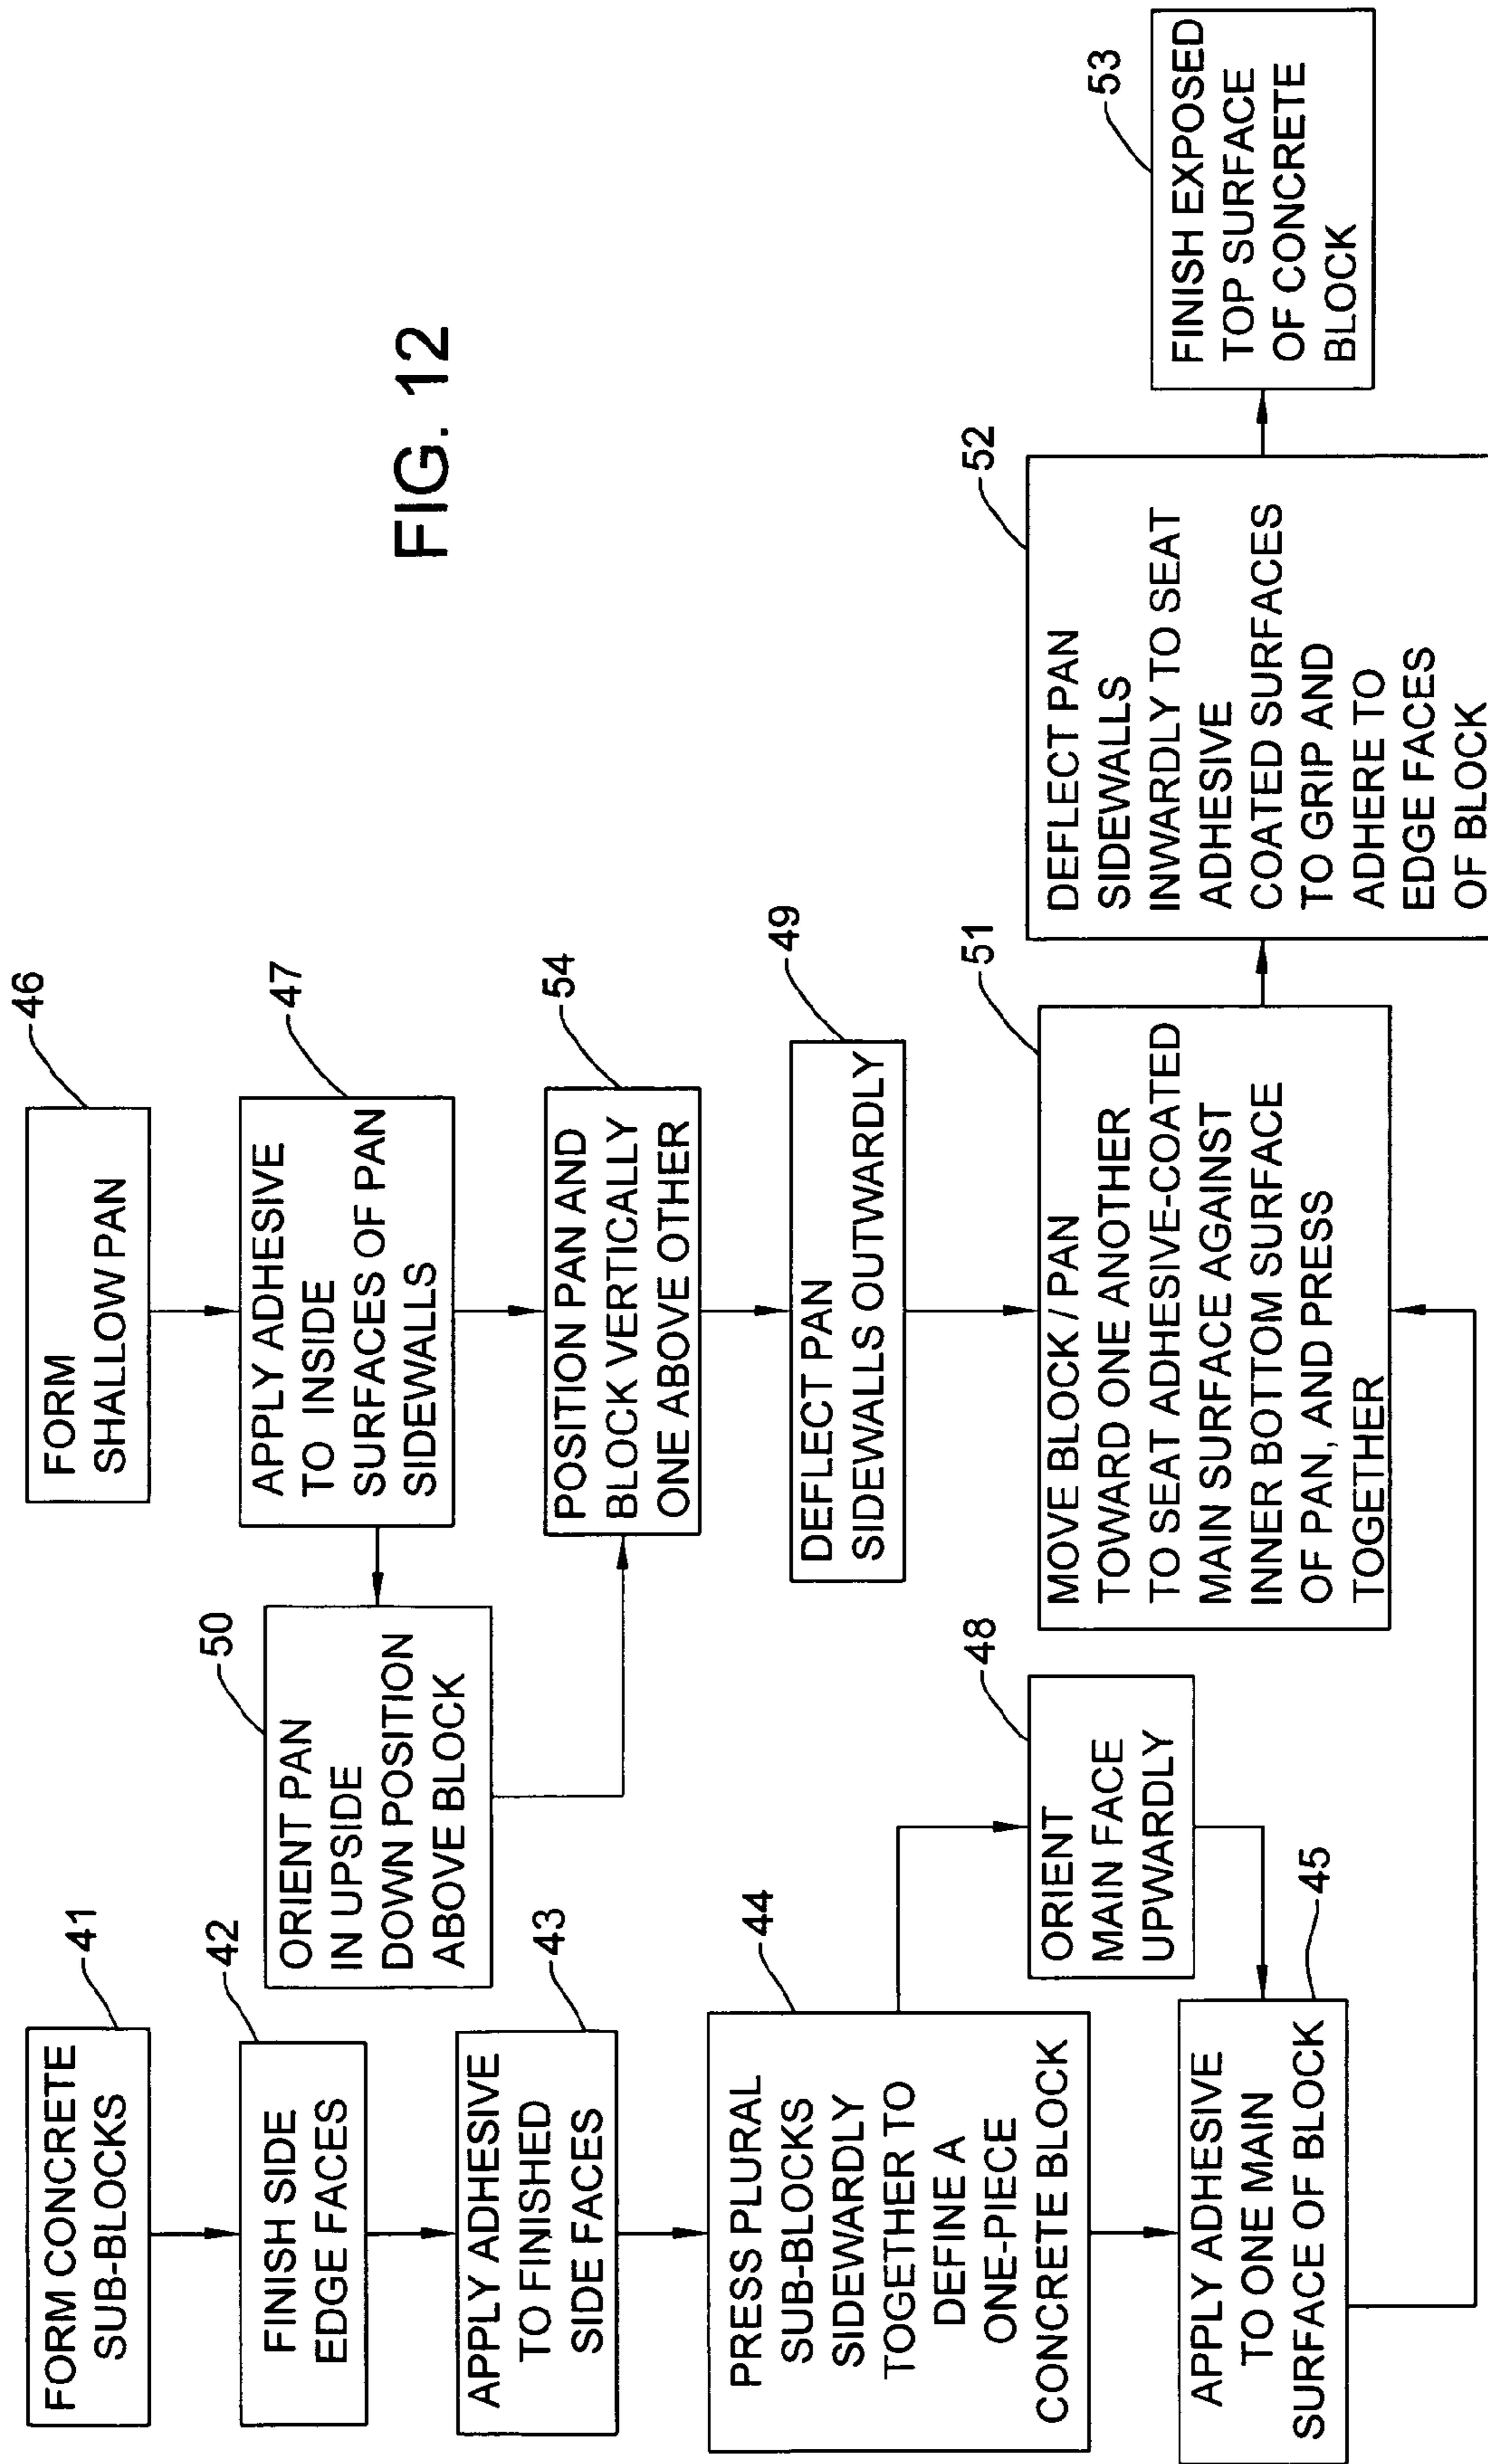 FIG. 12
41
FORM CONCRETE
SUB-BLOCKS
42
FINISH SIDE
EDGE FACES
43
APPLY ADHESIVE
TO FINISHED
SIDE FACES
44
PRESS PLURAL
SUB-BLOCKS
SIDEWARDLY
TOGETHER TO
DEFINE A
ONE-PIECE
CONCRETE BLOCK
48
ORIENT
MAIN FACE
UPWARDLY
45
APPLY ADHESIVE
TO ONE MAIN
SURFACE OF BLOCK
46
FORM
SHALLOW PAN
47
APPLY ADHESIVE
TO INSIDE
SURFACES OF PAN
SIDEWALLS
50
ORIENT PAN
IN UPSIDE
DOWN POSITION
ABOVE BLOCK
54
POSITION PAN AND
BLOCK VERTICALLY
ONE ABOVE OTHER
49
DEFLECT PAN
SIDEWALLS OUTWARDLY
51
MOVE BLOCK / PAN
TOWARD ONE ANOTHER
TO SEAT ADHESIVE-COATED
MAIN SURFACE AGAINST
INNER BOTTOM SURFACE
OF PAN, AND PRESS
TOGETHER
52
DEFLECT PAN
SIDEWALLS
INWARDLY TO SEAT
ADHESIVE
COATED SURFACES
TO GRIP AND
ADHERE TO
EDGE FACES
OF BLOCK
53
FINISH EXPOSED
TOP SURFACE
OF CONCRETE
BLOCK